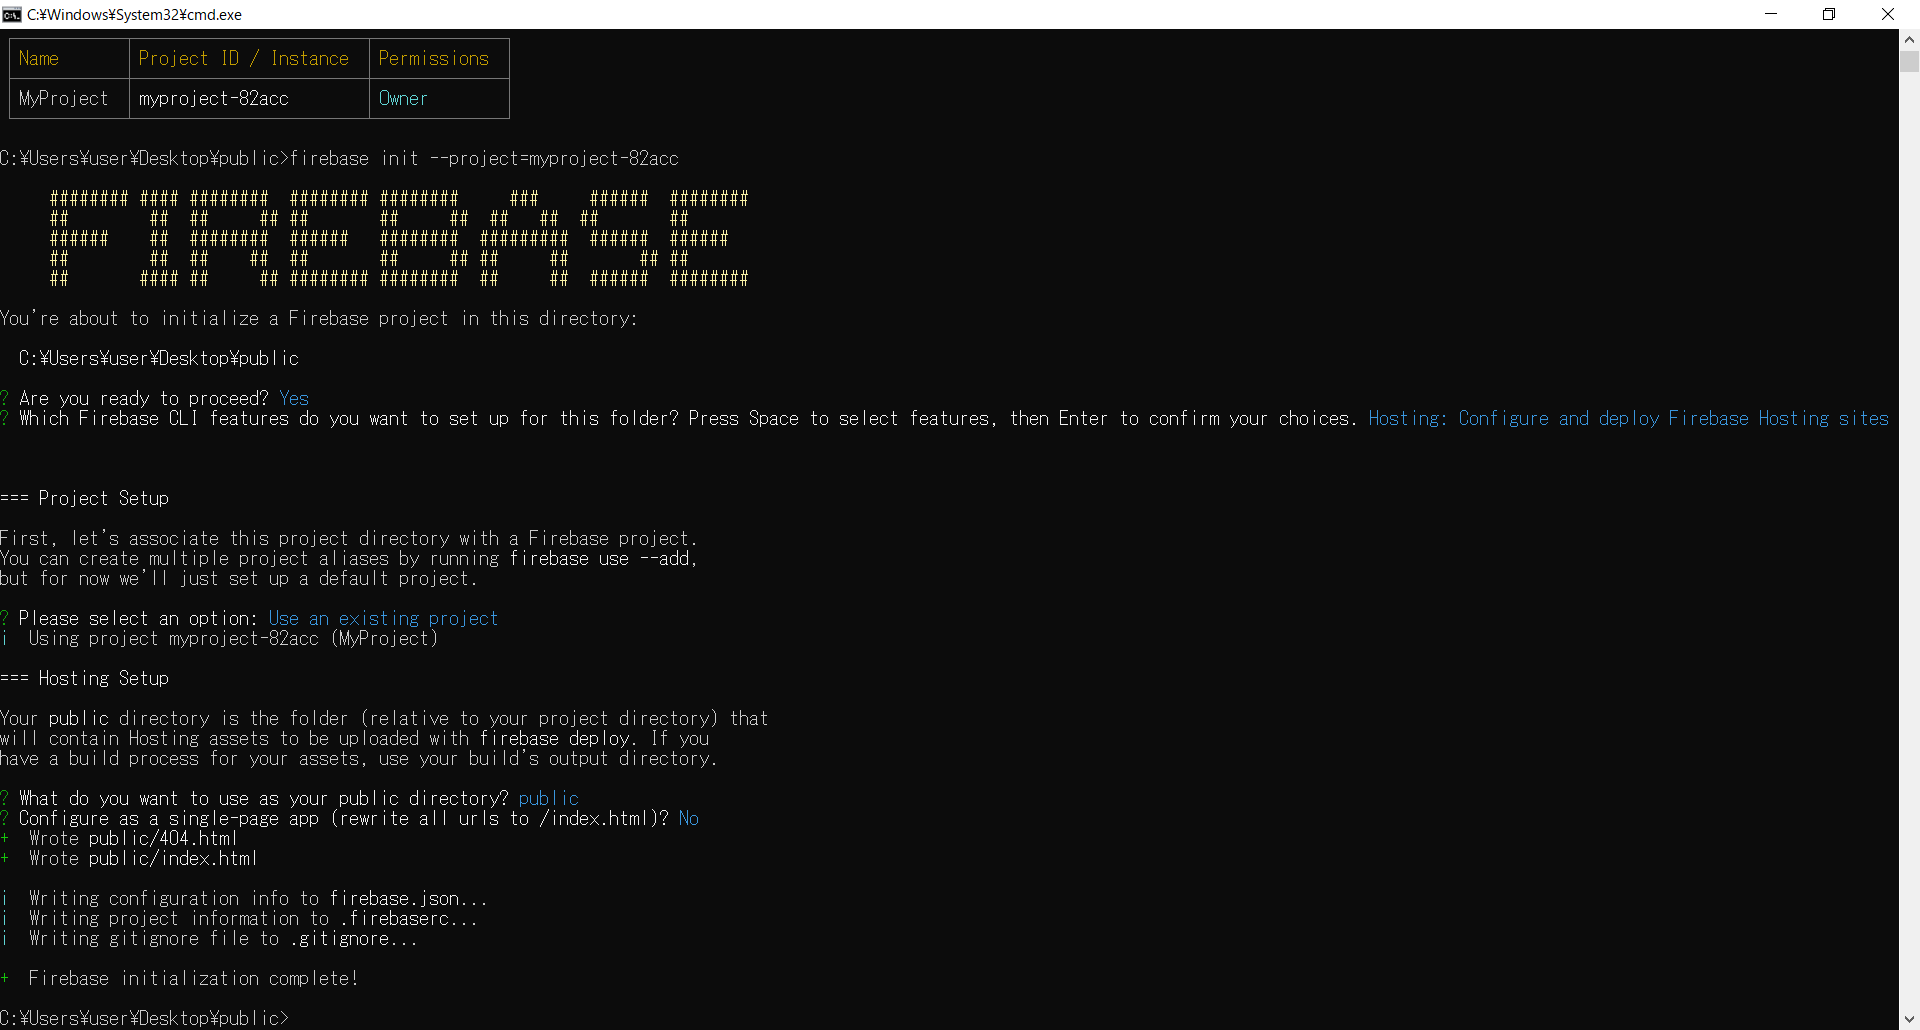 C:¥Windows¥System32¥cmd.exe
Name Project ID / Instance Permissions
MyProject myproject-82acc Owner
C:¥Users¥user¥Desktop¥public>firebase init --project=myproject-82acc
######## #### ########  ######## ########     ###     ######  ########
##        ##  ##     ## ##       ##     ##  ##   ##  ##       ##
######    ##  ########  ######   ########  #########  ######  ######
##        ##  ##    ##  ##       ##     ## ##     ##       ## ##
##       #### ##     ## ######## ########  ##     ##  ######  ########
You're about to initialize a Firebase project in this directory:
C:¥Users¥user¥Desktop¥public
? Are you ready to proceed? Yes
? Which Firebase CLI features do you want to set up for this folder? Press Space to select features, then Enter to confirm your choices. Hosting: Configure and deploy Firebase Hosting sites
=== Project Setup
First, let's associate this project directory with a Firebase project.
You can create multiple project aliases by running firebase use --add,
but for now we'll just set up a default project.
? Please select an option: Use an existing project
i  Using project myproject-82acc (MyProject)
=== Hosting Setup
Your public directory is the folder (relative to your project directory) that
will contain Hosting assets to be uploaded with firebase deploy. If you
have a build process for your assets, use your build's output directory.
? What do you want to use as your public directory? public
? Configure as a single-page app (rewrite all urls to /index.html)? No
+  Wrote public/404.html
+  Wrote public/index.html
i  Writing configuration info to firebase.json...
i  Writing project information to .firebaserc...
i  Writing gitignore file to .gitignore...
+  Firebase initialization complete!
C:¥Users¥user¥Desktop¥public>